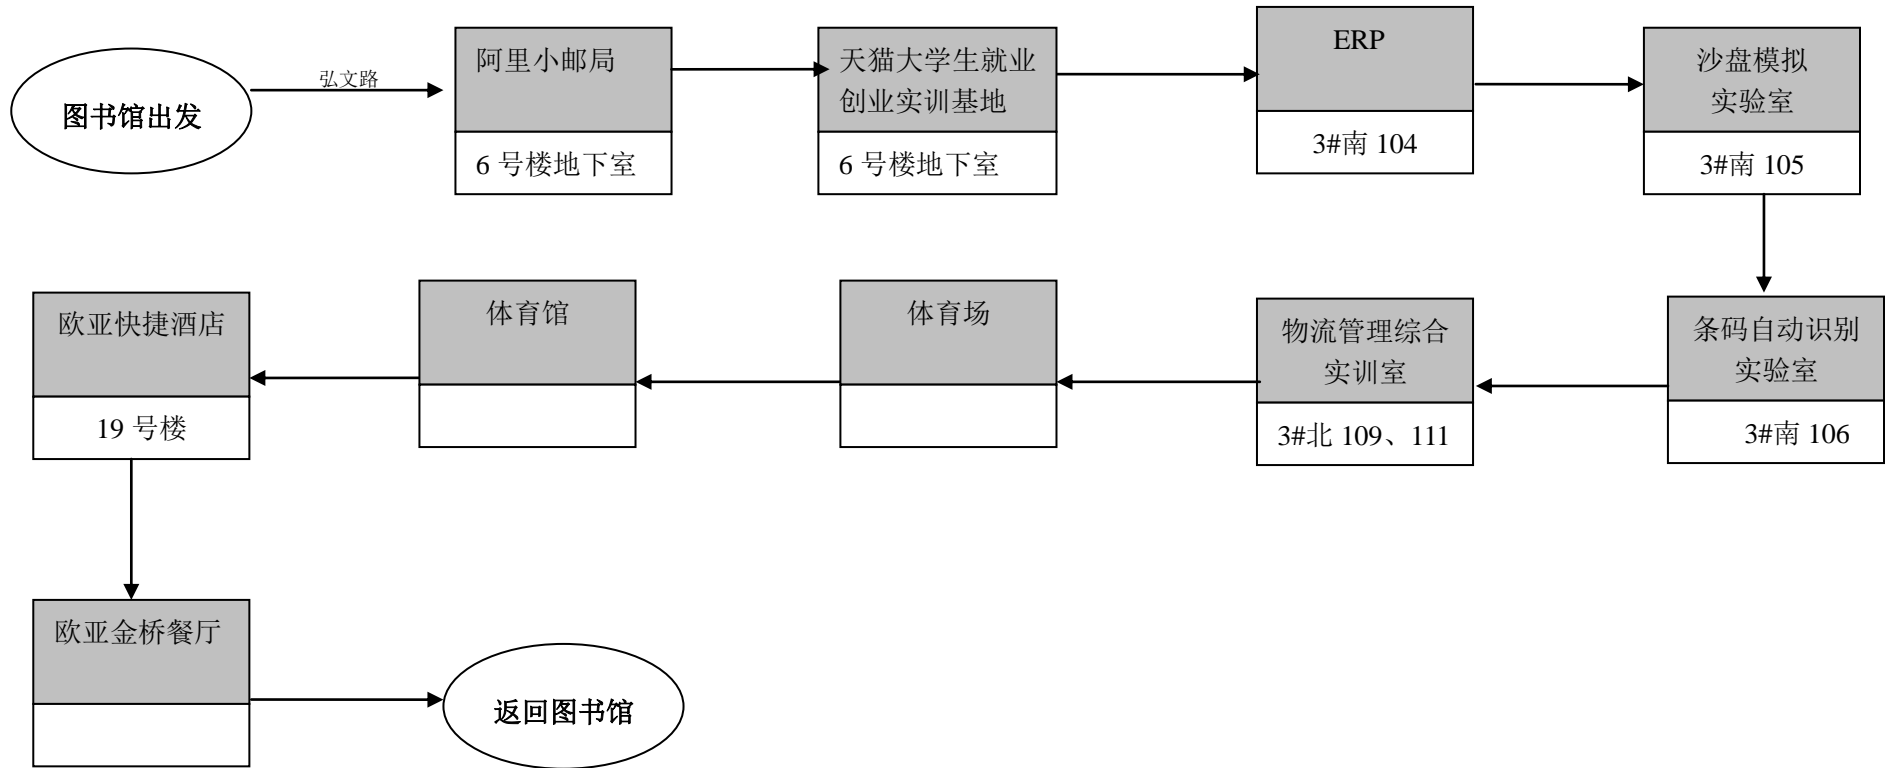 图书馆出发
弘文路
阿里小邮局
6 号楼地下室
天猫大学生就业
创业实训基地
6 号楼地下室
ERP
3#南 104
沙盘模拟
实验室
3#南 105
条码自动识别
实验室
3#南 106
物流管理综合
实训室
3#北 109、111
体育场
体育馆
欧亚快捷酒店
19 号楼
欧亚金桥餐厅
返回图书馆